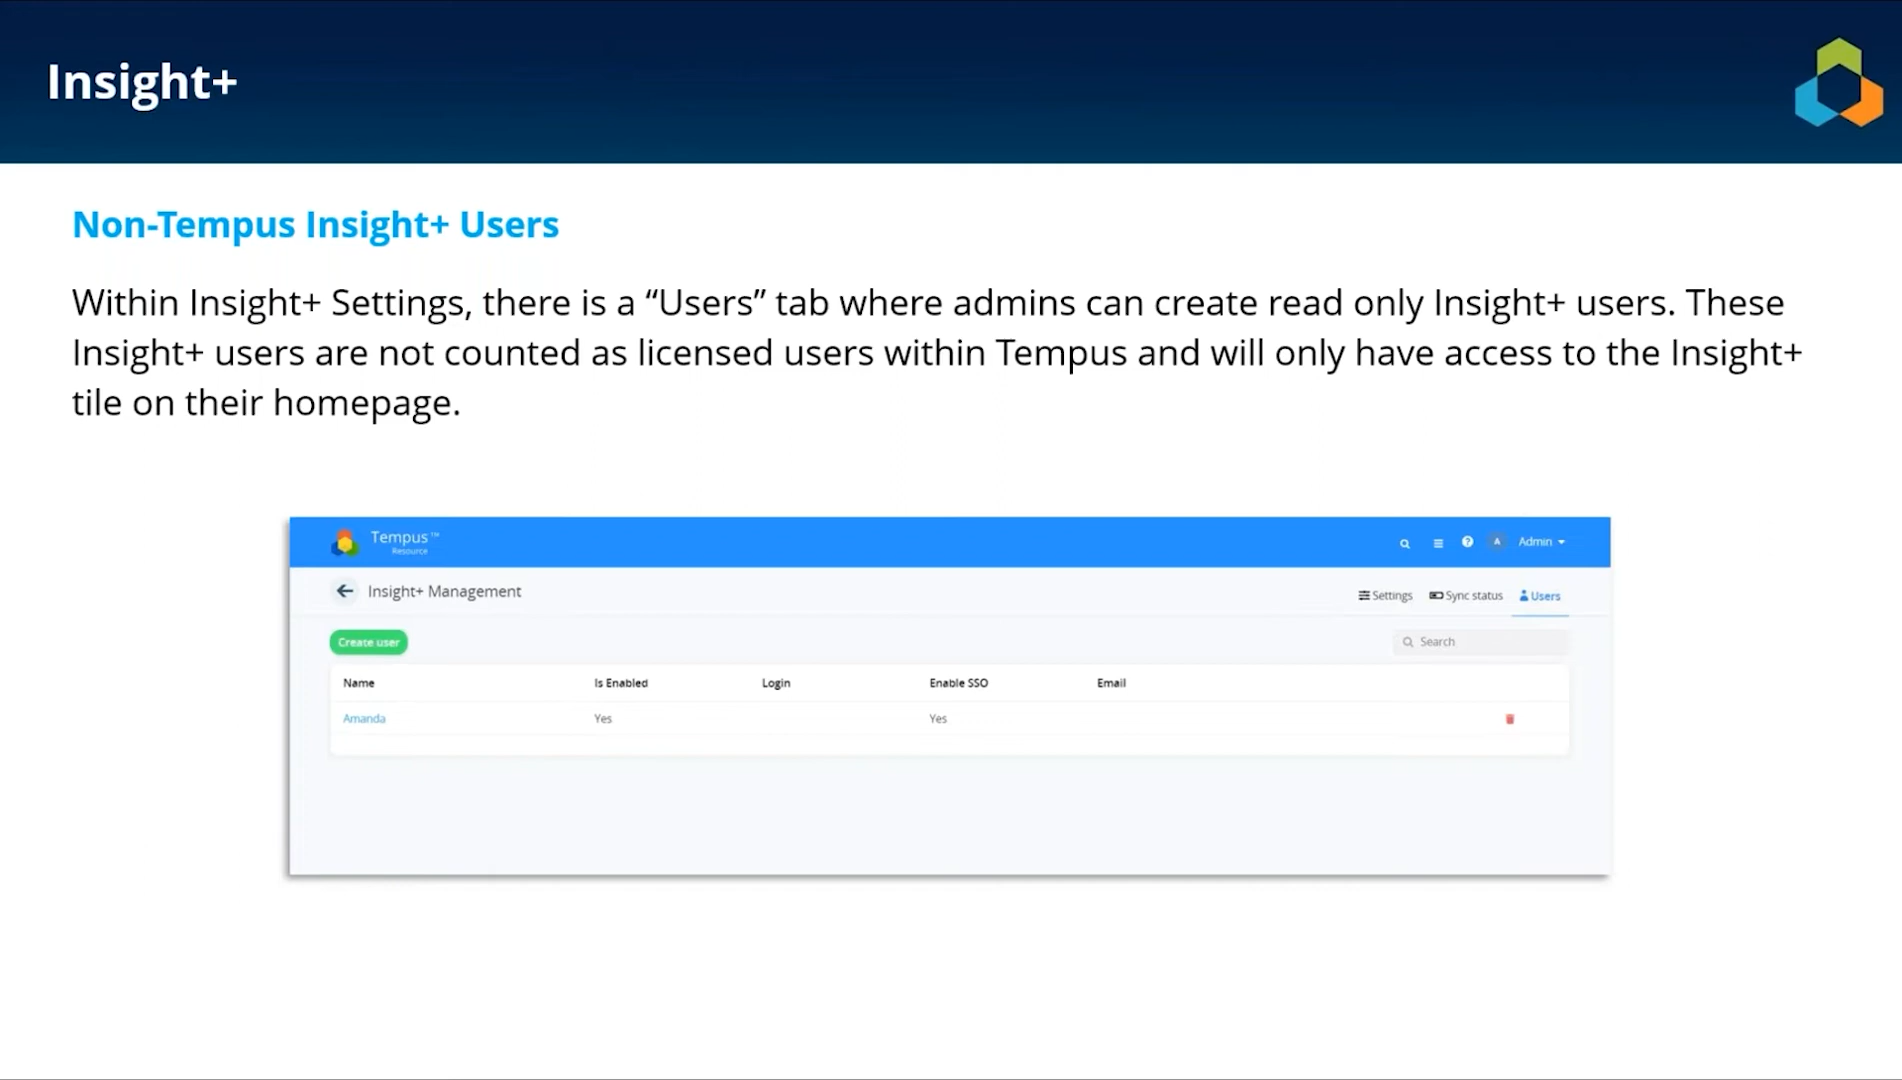 Insight+
Non-Tempus Insight+ Users
Within Insight+ Settings, there is a “Users” tab where admins can create read only Insight+ users. These
Insight+ users are not counted as licensed users within Tempus and will only have access to the Insight+
tile on their homepage.
Tempus™
Resource
A Admin
Insight+ Management
Settings Sync status Users
Create user
Search
Name Is Enabled Login Enable SSO Email
Amanda Yes Yes